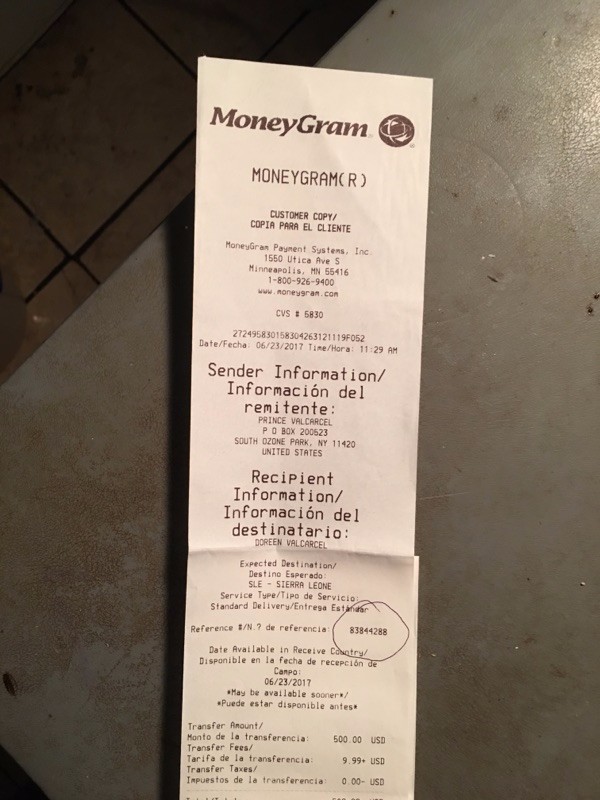 MoneyGram
MONEYGRAM(R)
CUSTOMER COPY/
COPIA PARA EL CLIENTE
MoneyGram Payment Systems, Inc.
1550 Utica Ave S
Minneapolis, MN 55416
1-800-926-9400
www.moneygram.com
CVS # 5830
272495830158304263121119F052
Date/Fecha: 06/23/2017 Time/Hora: 11:29 AM
Sender Information/
Información del
remitente:
PRINCE VALCARCEL
P O BOX 200523
SOUTH OZONE PARK, NY 11420
UNITED STATES
Recipient
Information/
Información del
destinatario:
DOREEN VALCARCEL
Expected Destination/
Destino Esperado:
SLE - SIERRA LEONE
Service Type/Tipo de Servicio:
Standard Delivery/Entrega Estándar
Reference #/N.? de referencia: 83844288
Date Available in Receive Country/
Disponible en la fecha de recepción de
Campo:
06/23/2017
*May be available sooner*/
*Puede estar disponible antes*
Transfer Amount/
Monto de la transferencia: 500.00 USD
Transfer Fees/
Tarifa de la transferencia: 9.99+ USD
Transfer Taxes/
Impuestos de la transferencia: 0.00- USD